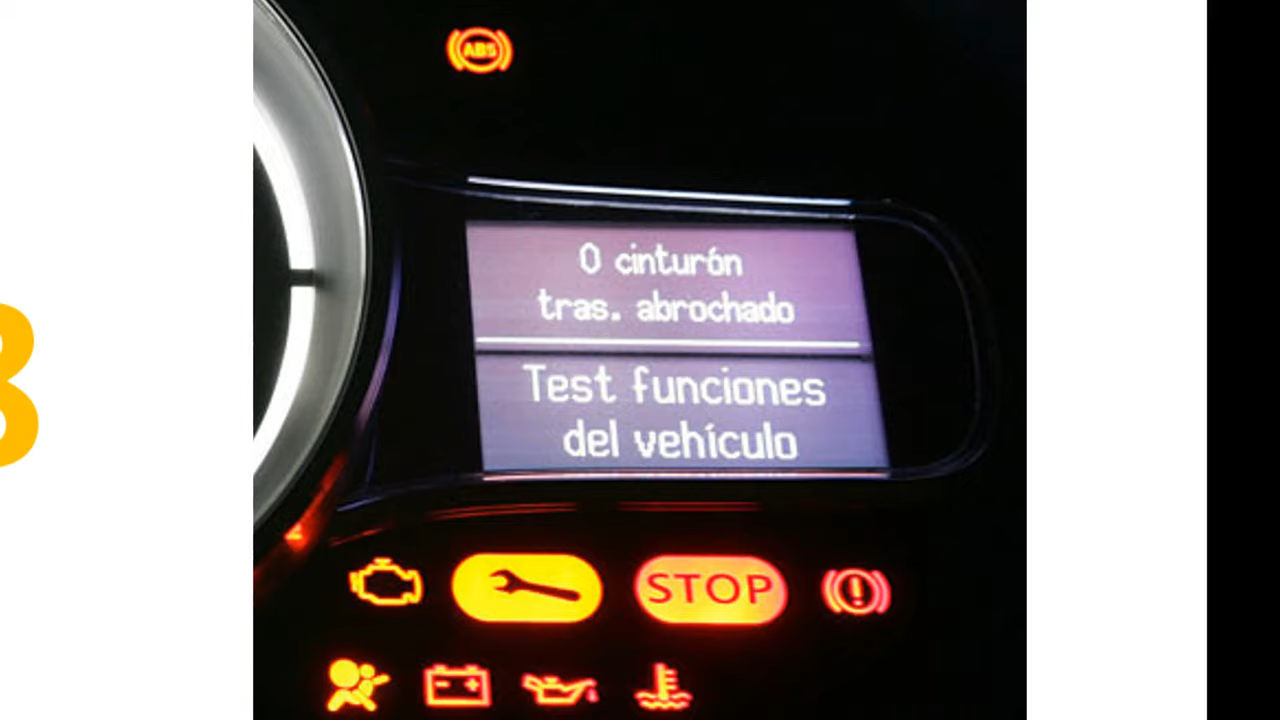 ABS
0 cinturón
tras. abrochado
Test funciones
del vehículo
STOP